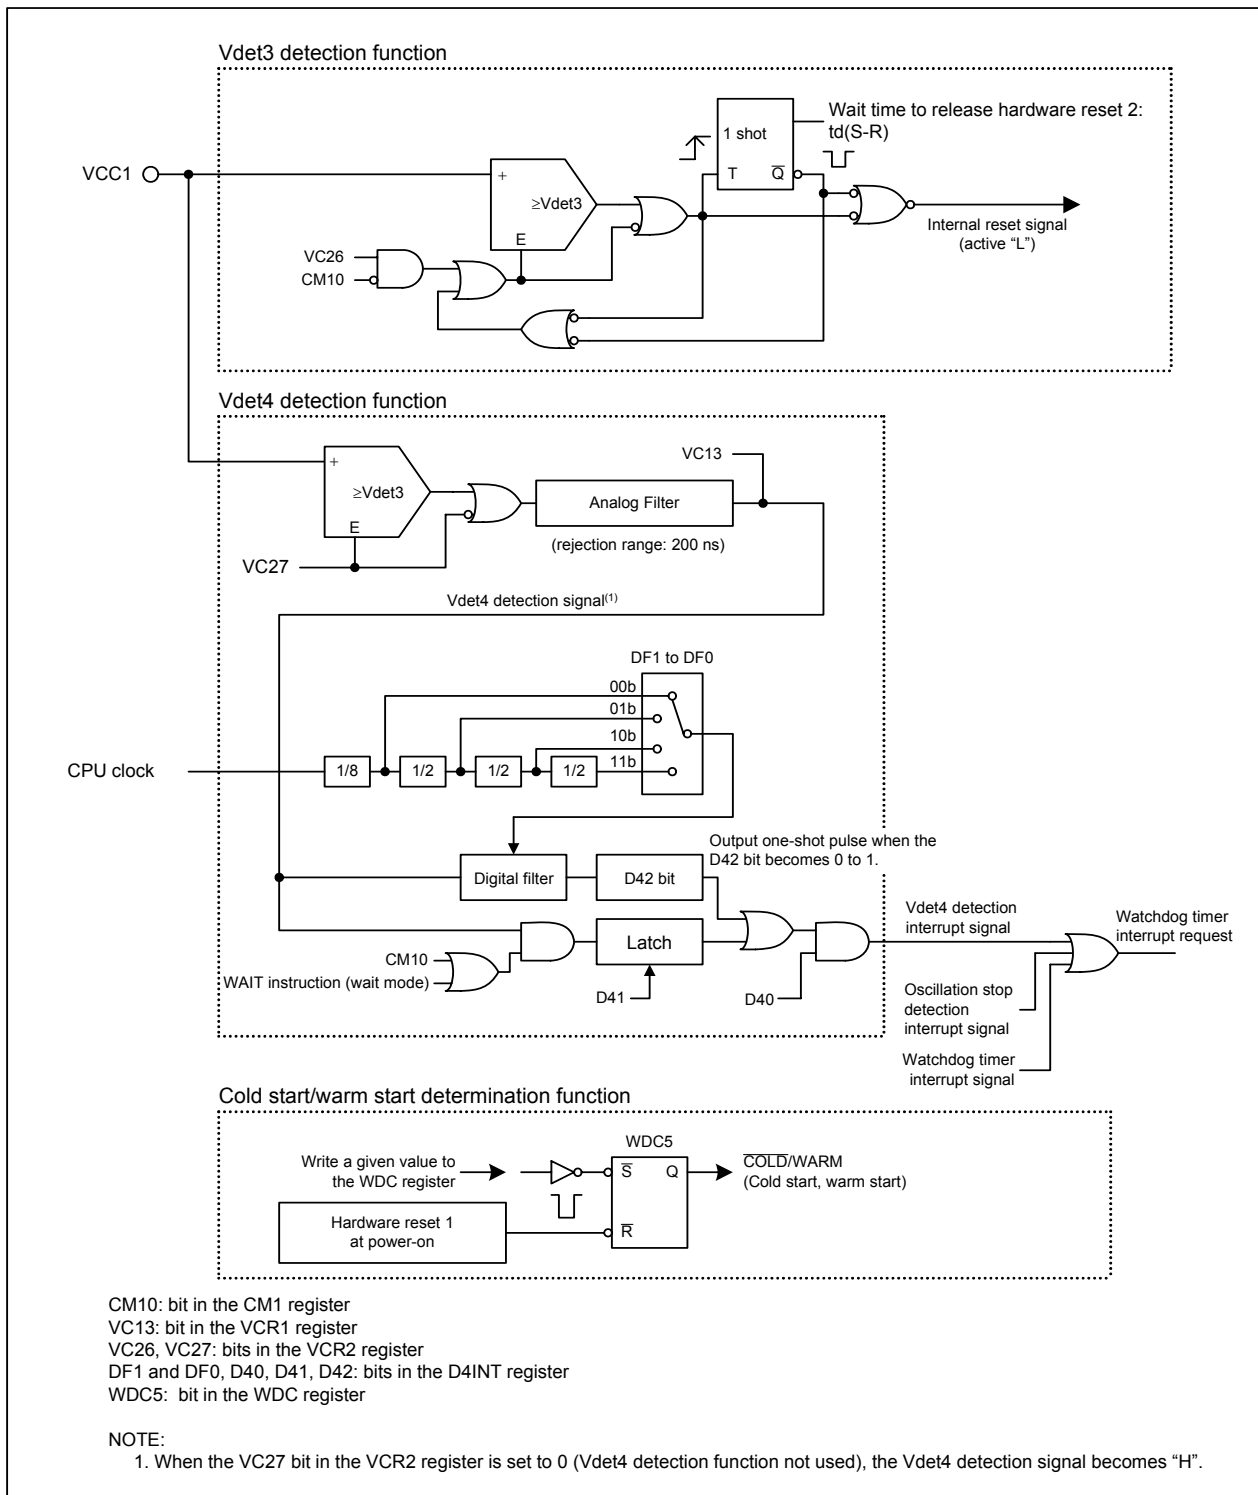 Vdet3 detection function
Wait time to release hardware reset 2:
td(S-R)
1 shot
T
Q̅
VCC1
+
≥Vdet3
E
VC26
CM10
Internal reset signal
(active “L”)
Vdet4 detection function
VC13
+
≥Vdet3
E
Analog Filter
(rejection range: 200 ns)
VC27
Vdet4 detection signal(1)
DF1 to DF0
00b
01b
10b
11b
CPU clock
1/8
1/2
1/2
1/2
Output one-shot pulse when the
D42 bit becomes 0 to 1.
Digital filter
D42 bit
Vdet4 detection
interrupt signal
Watchdog timer
interrupt request
Latch
CM10
WAIT instruction (wait mode)
D41
D40
Oscillation stop
detection
interrupt signal
Watchdog timer
interrupt signal
Cold start/warm start determination function
WDC5
Write a given value to
the WDC register
S̅
Q
C̅O̅L̅D̅/WARM
(Cold start, warm start)
Hardware reset 1
at power-on
R̅
CM10: bit in the CM1 register
VC13: bit in the VCR1 register
VC26, VC27: bits in the VCR2 register
DF1 and DF0, D40, D41, D42: bits in the D4INT register
WDC5: bit in the WDC register
NOTE:
1. When the VC27 bit in the VCR2 register is set to 0 (Vdet4 detection function not used), the Vdet4 detection signal becomes “H”.